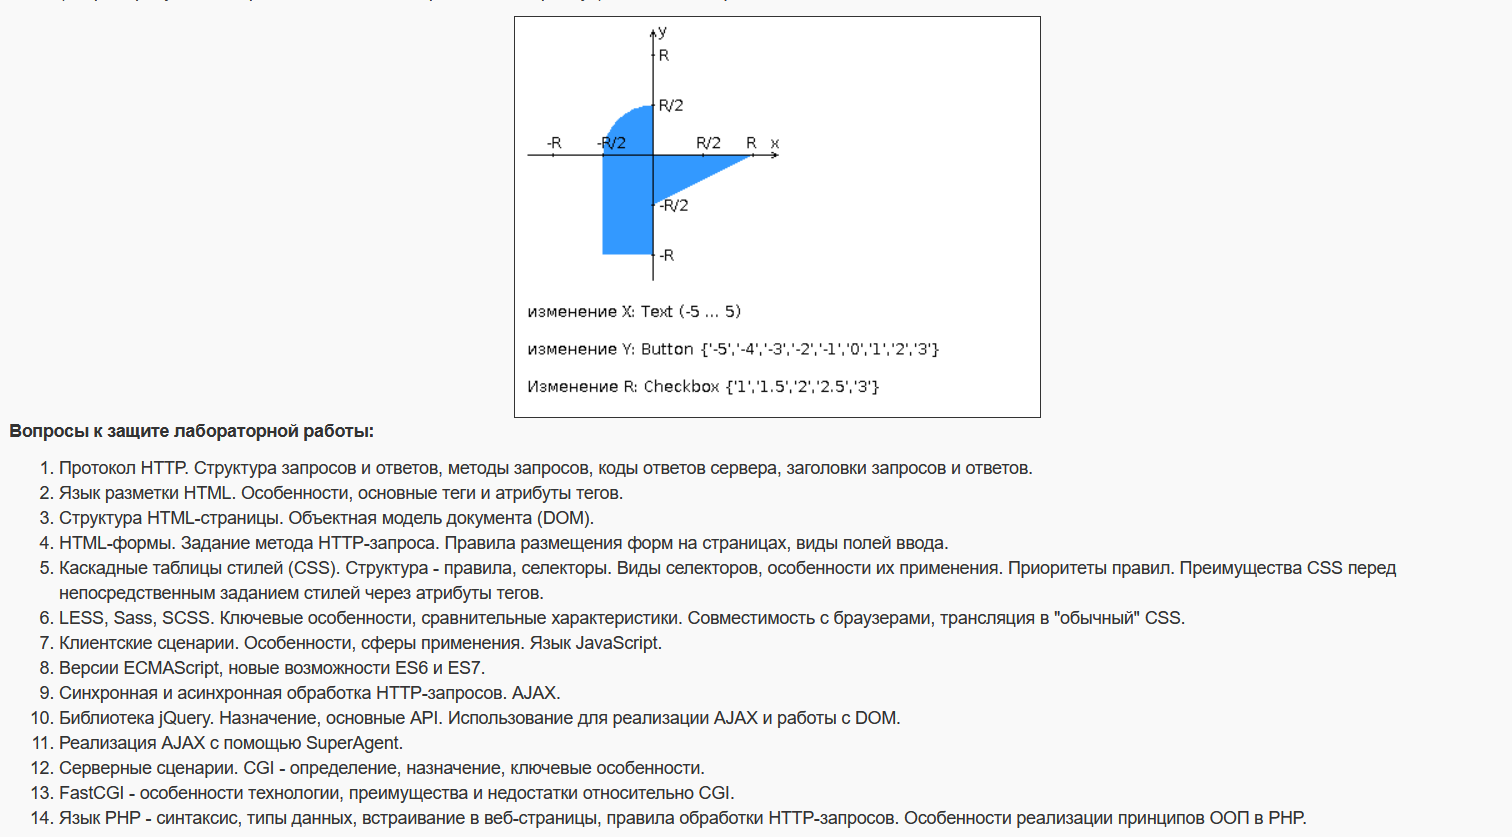 y
R
R/2
-R -R/2 R/2 R x
-R/2
-R
изменение X: Text (-5 ... 5)
изменение Y: Button {'-5','-4','-3','-2','-1','0','1','2','3'}
Изменение R: Checkbox {'1','1.5','2','2.5','3'}
Вопросы к защите лабораторной работы:
1. Протокол HTTP. Структура запросов и ответов, методы запросов, коды ответов сервера, заголовки запросов и ответов.
2. Язык разметки HTML. Особенности, основные теги и атрибуты тегов.
3. Структура HTML-страницы. Объектная модель документа (DOM).
4. HTML-формы. Задание метода HTTP-запроса. Правила размещения форм на страницах, виды полей ввода.
5. Каскадные таблицы стилей (CSS). Структура - правила, селекторы. Виды селекторов, особенности их применения. Приоритеты правил. Преимущества CSS перед
непосредственным заданием стилей через атрибуты тегов.
6. LESS, Sass, SCSS. Ключевые особенности, сравнительные характеристики. Совместимость с браузерами, трансляция в "обычный" CSS.
7. Клиентские сценарии. Особенности, сферы применения. Язык JavaScript.
8. Версии ECMAScript, новые возможности ES6 и ES7.
9. Синхронная и асинхронная обработка HTTP-запросов. AJAX.
10. Библиотека jQuery. Назначение, основные API. Использование для реализации AJAX и работы с DOM.
11. Реализация AJAX с помощью SuperAgent.
12. Серверные сценарии. CGI - определение, назначение, ключевые особенности.
13. FastCGI - особенности технологии, преимущества и недостатки относительно CGI.
14. Язык PHP - синтаксис, типы данных, встраивание в веб-страницы, правила обработки HTTP-запросов. Особенности реализации принципов ООП в PHP.